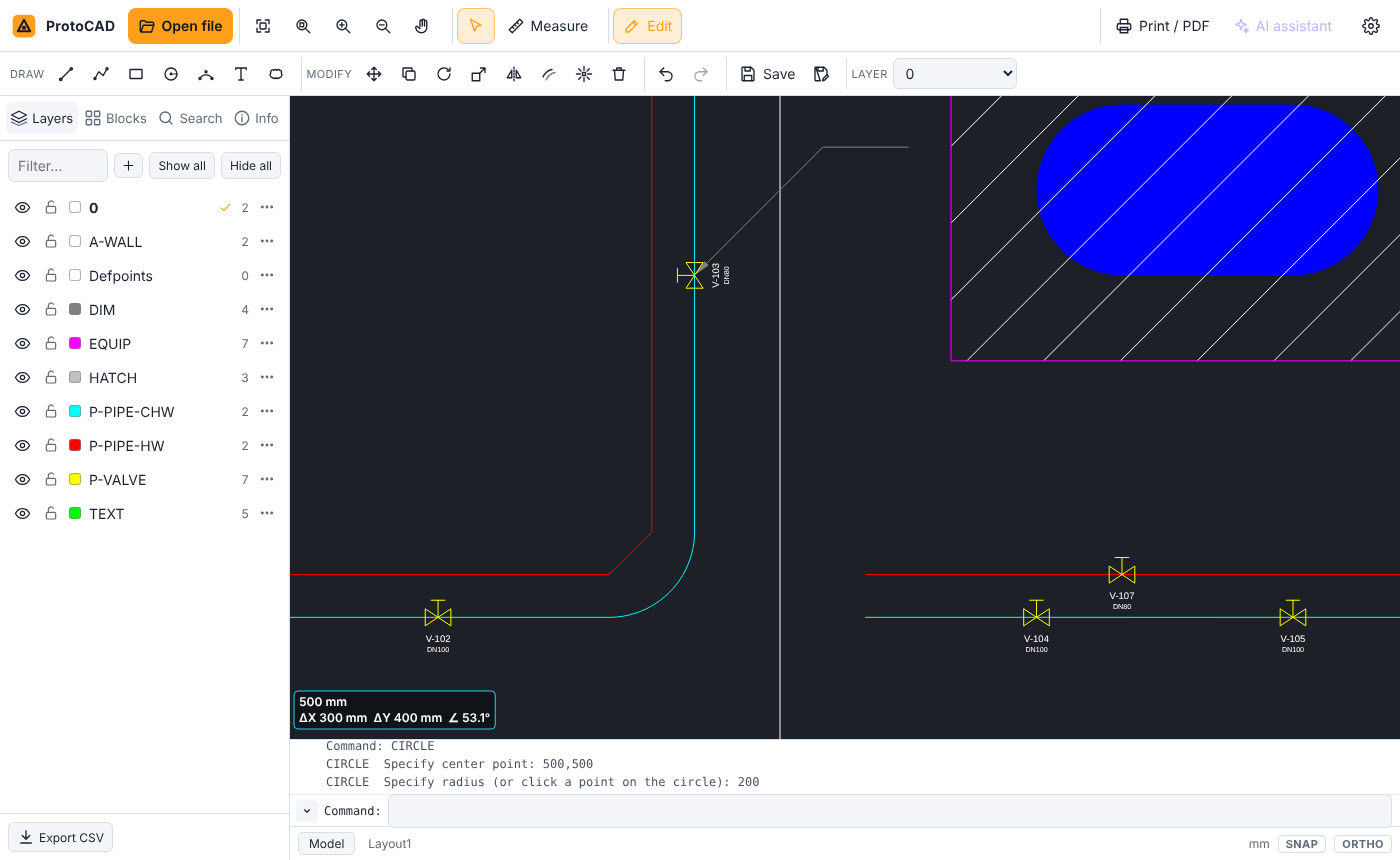 ProtoCAD
Open file
Measure
Edit
Print / PDF
AI assistant
DRAW
MODIFY
Save
LAYER
0
Layers
Blocks
Search
Info
Filter...
Show all
Hide all
0 2
A-WALL 2
Defpoints 0
DIM 4
EQUIP 7
HATCH 3
P-PIPE-CHW 2
P-PIPE-HW 2
P-VALVE 7
TEXT 5
Export CSV
V-103
DN80
V-102
DN100
V-107
DN80
V-104
DN100
V-105
DN100
500 mm
ΔX 300 mm ΔY 400 mm ∠ 53.1°
Command: CIRCLE
CIRCLE Specify center point: 500,500
CIRCLE Specify radius (or click a point on the circle): 200
Command:
Model
Layout1
mm
SNAP
ORTHO